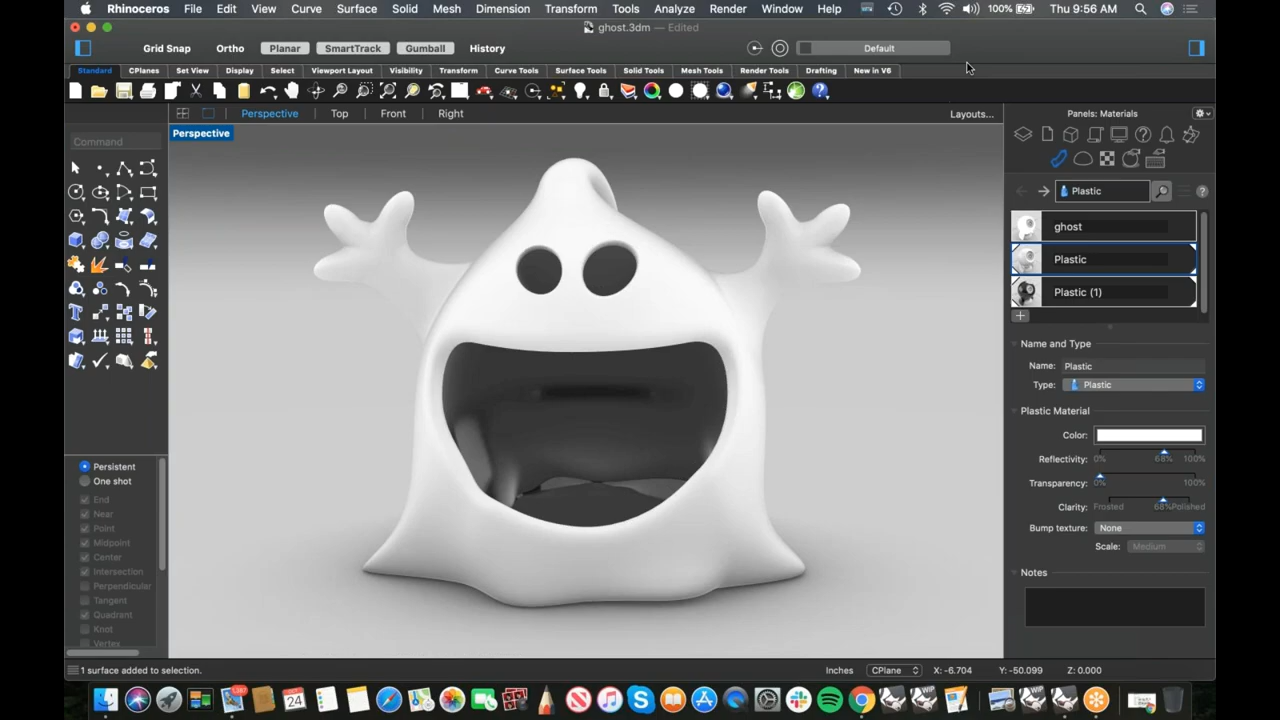 Rhinoceros File Edit View Curve Surface Solid Mesh Dimension Transform Tools Analyze Render Window Help 100% Thu 9:56 AM
ghost.3dm — Edited
Grid Snap Ortho Planar SmartTrack Gumball History Default
Standard CPlanes Set View Display Select Viewport Layout Visibility Transform Curve Tools Surface Tools Solid Tools Mesh Tools Render Tools Drafting New in V6
Perspective Top Front Right Layouts... Panels: Materials
Perspective
Command
Plastic
ghost
Plastic
Plastic (1)
Name and Type
Name: Plastic
Type: Plastic
Plastic Material
Color:
Reflectivity: 0% 68% 100%
Transparency: 0% 100%
Clarity: Frosted 68% Polished
Bump texture: None
Scale: Medium
Notes
Persistent
One shot
End
Near
Point
Midpoint
Center
Intersection
Perpendicular
Tangent
Quadrant
Knot
Vertex
1 surface added to selection. Inches CPlane X: -6.704 Y: -50.099 Z: 0.000
24